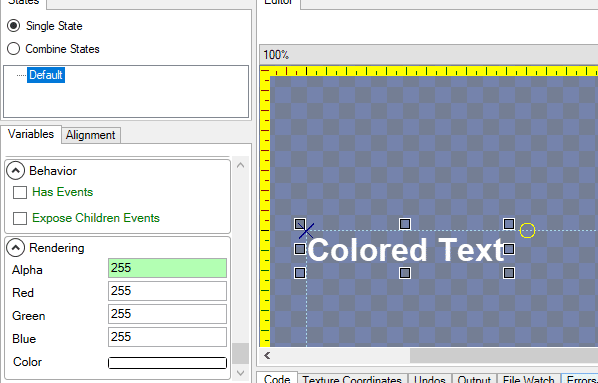 States
Single State
Combine States
Default
Variables
Alignment
Behavior
Has Events
Expose Children Events
Rendering
Alpha
255
Red
255
Green
255
Blue
255
Color
Editor
100%
Colored Text
Code
Texture Coordinates
Undos
Output
File Watch
Errors